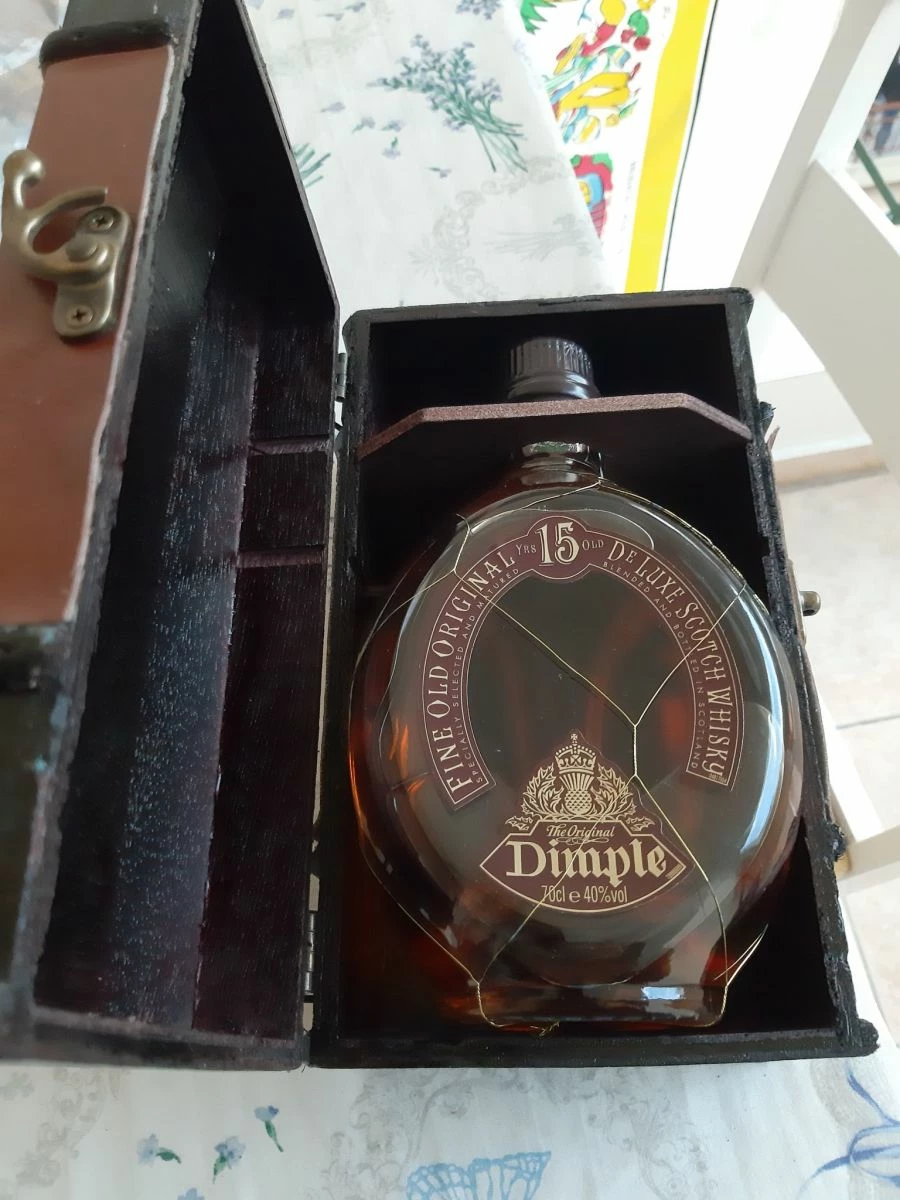 FINE OLD ORIGINAL YRS 15 OLD DE LUXE SCOTCH WHISKY
SPECIALLY SELECTED AND MATURED BLENDED AND BOTTLED IN SCOTLAND
The Original
Dimple
70cl e 40%vol